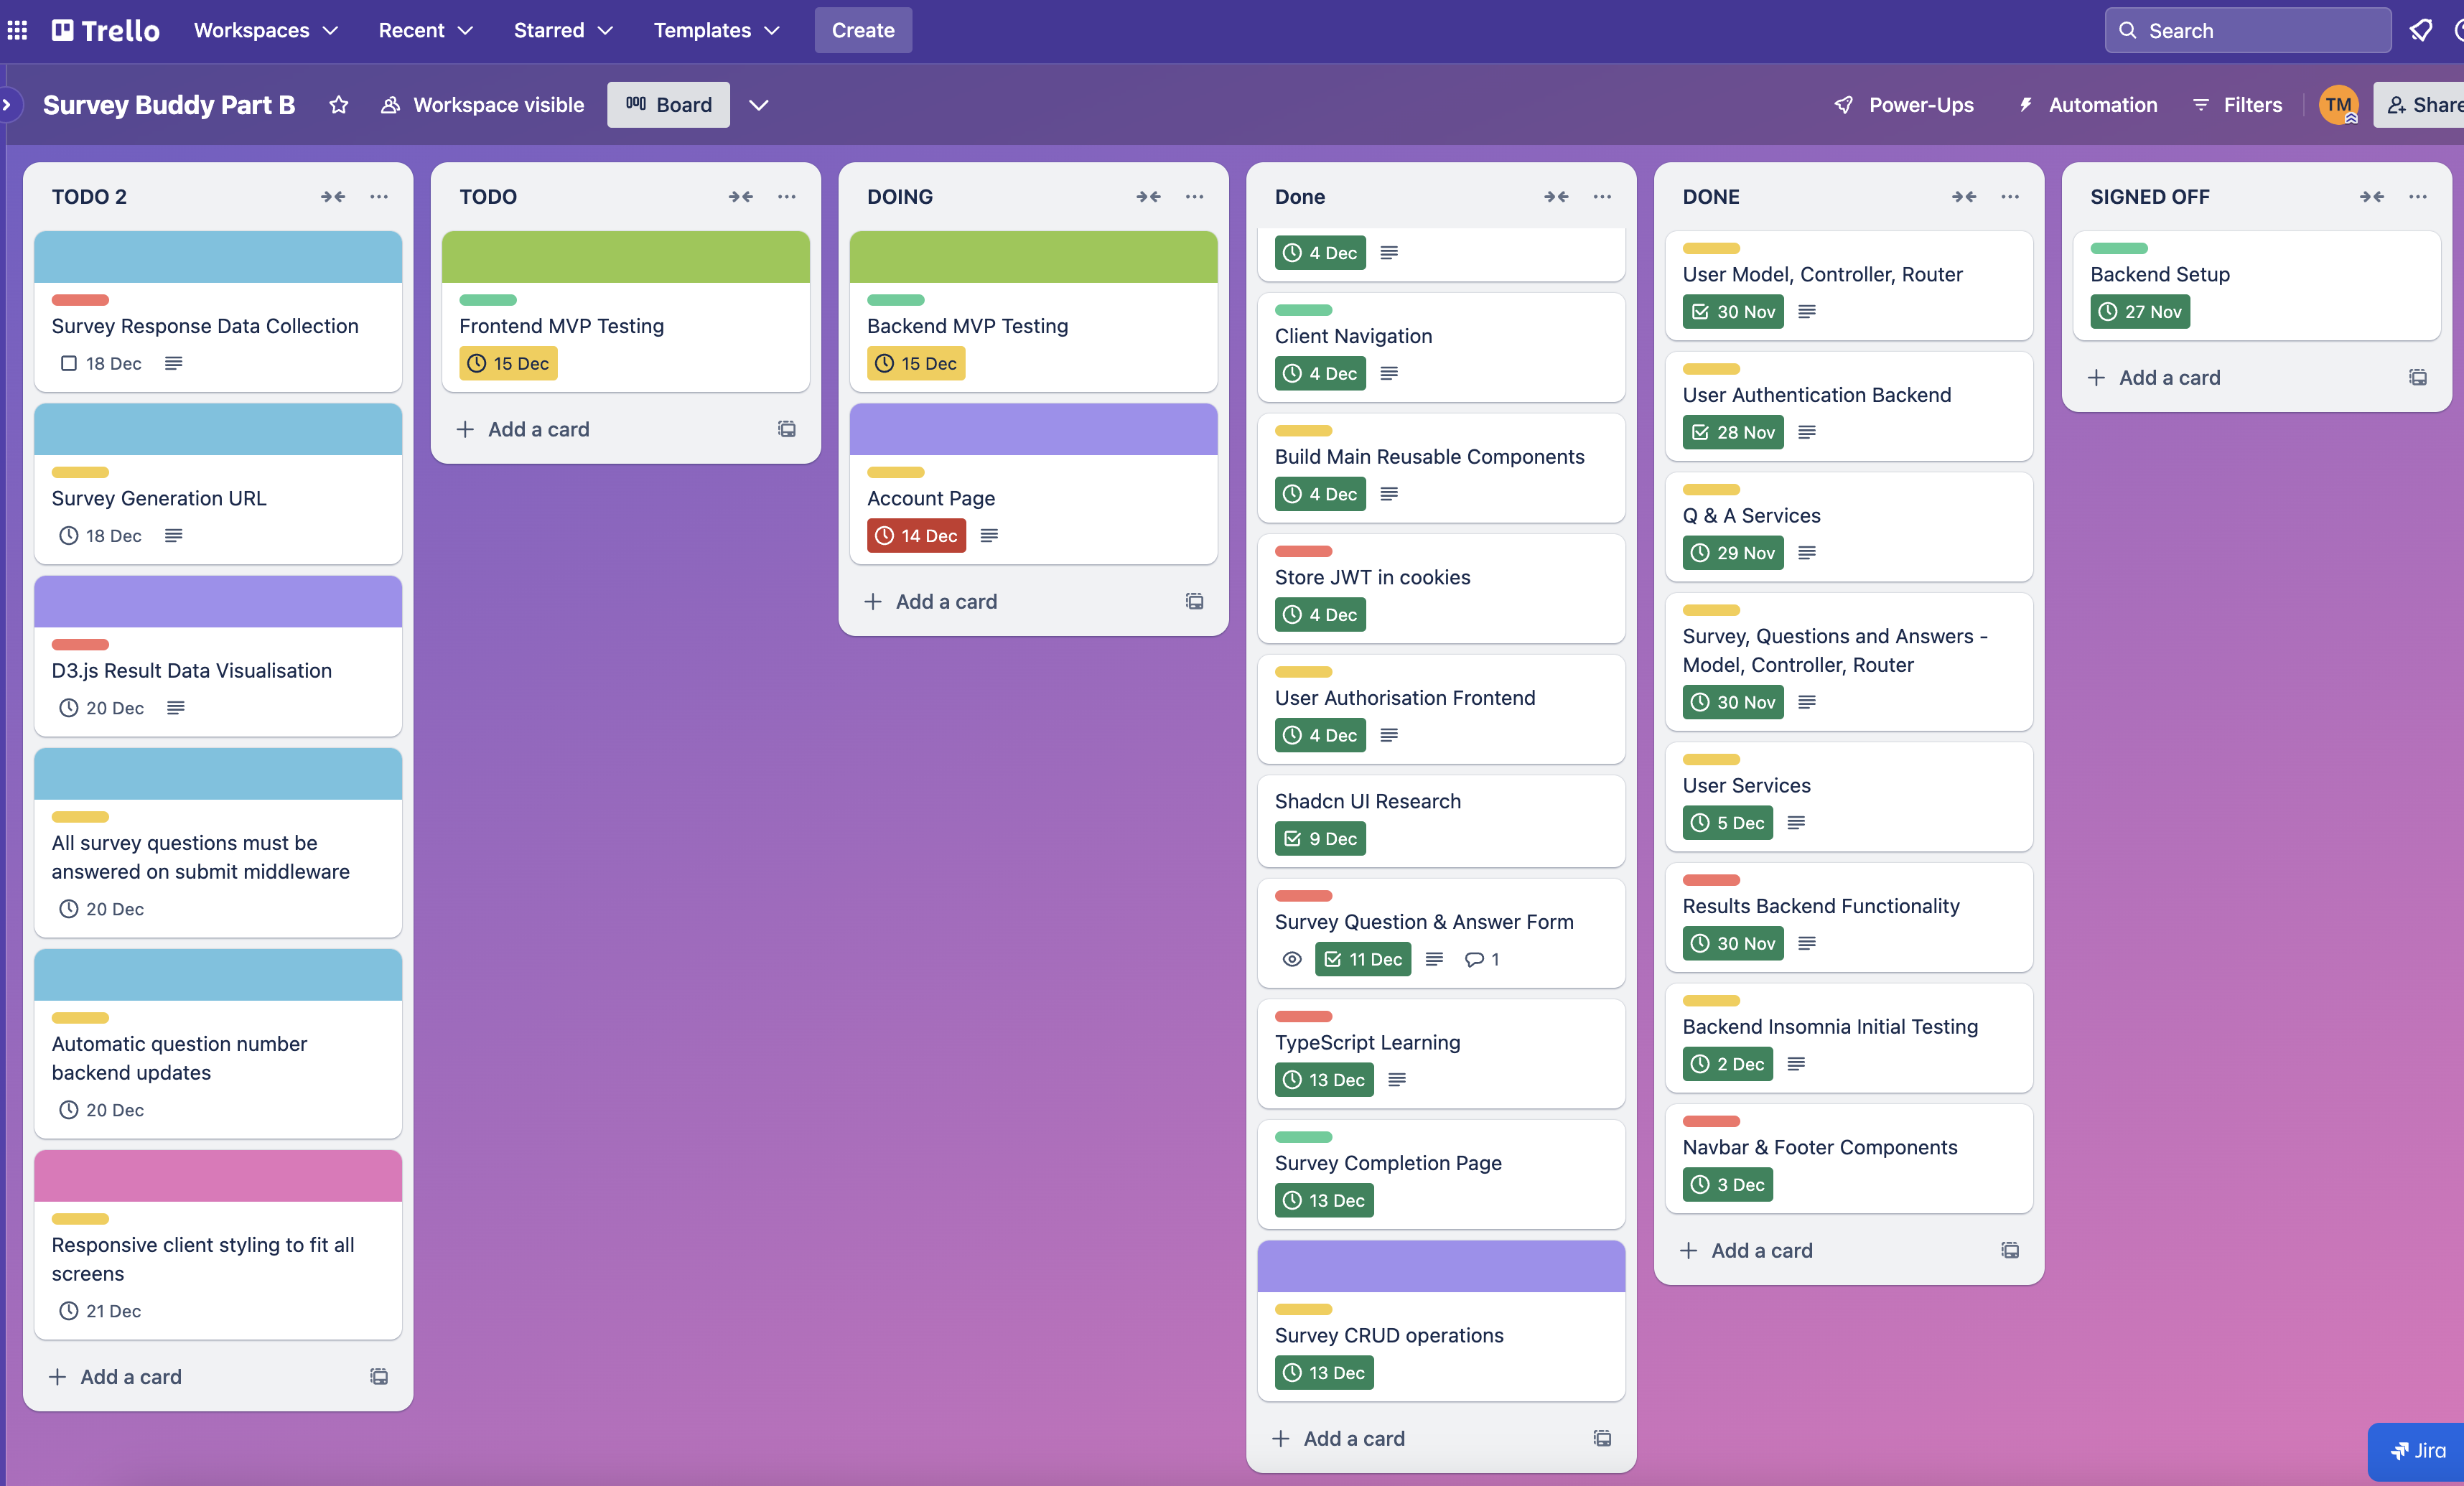 Trello
Workspaces
Recent
Starred
Templates
Create
Search
Survey Buddy Part B
Workspace visible
Board
Power-Ups
Automation
Filters
TM
Share
TODO 2
Survey Response Data Collection
18 Dec
Survey Generation URL
18 Dec
D3.js Result Data Visualisation
20 Dec
All survey questions must be
answered on submit middleware
20 Dec
Automatic question number
backend updates
20 Dec
Responsive client styling to fit all
screens
21 Dec
Add a card
TODO
Frontend MVP Testing
15 Dec
Add a card
DOING
Backend MVP Testing
15 Dec
Account Page
14 Dec
Add a card
Done
4 Dec
Client Navigation
4 Dec
Build Main Reusable Components
4 Dec
Store JWT in cookies
4 Dec
User Authorisation Frontend
4 Dec
Shadcn UI Research
9 Dec
Survey Question & Answer Form
11 Dec
1
TypeScript Learning
13 Dec
Survey Completion Page
13 Dec
Survey CRUD operations
13 Dec
Add a card
DONE
User Model, Controller, Router
30 Nov
User Authentication Backend
28 Nov
Q & A Services
29 Nov
Survey, Questions and Answers -
Model, Controller, Router
30 Nov
User Services
5 Dec
Results Backend Functionality
30 Nov
Backend Insomnia Initial Testing
2 Dec
Navbar & Footer Components
3 Dec
Add a card
SIGNED OFF
Backend Setup
27 Nov
Add a card
Jira